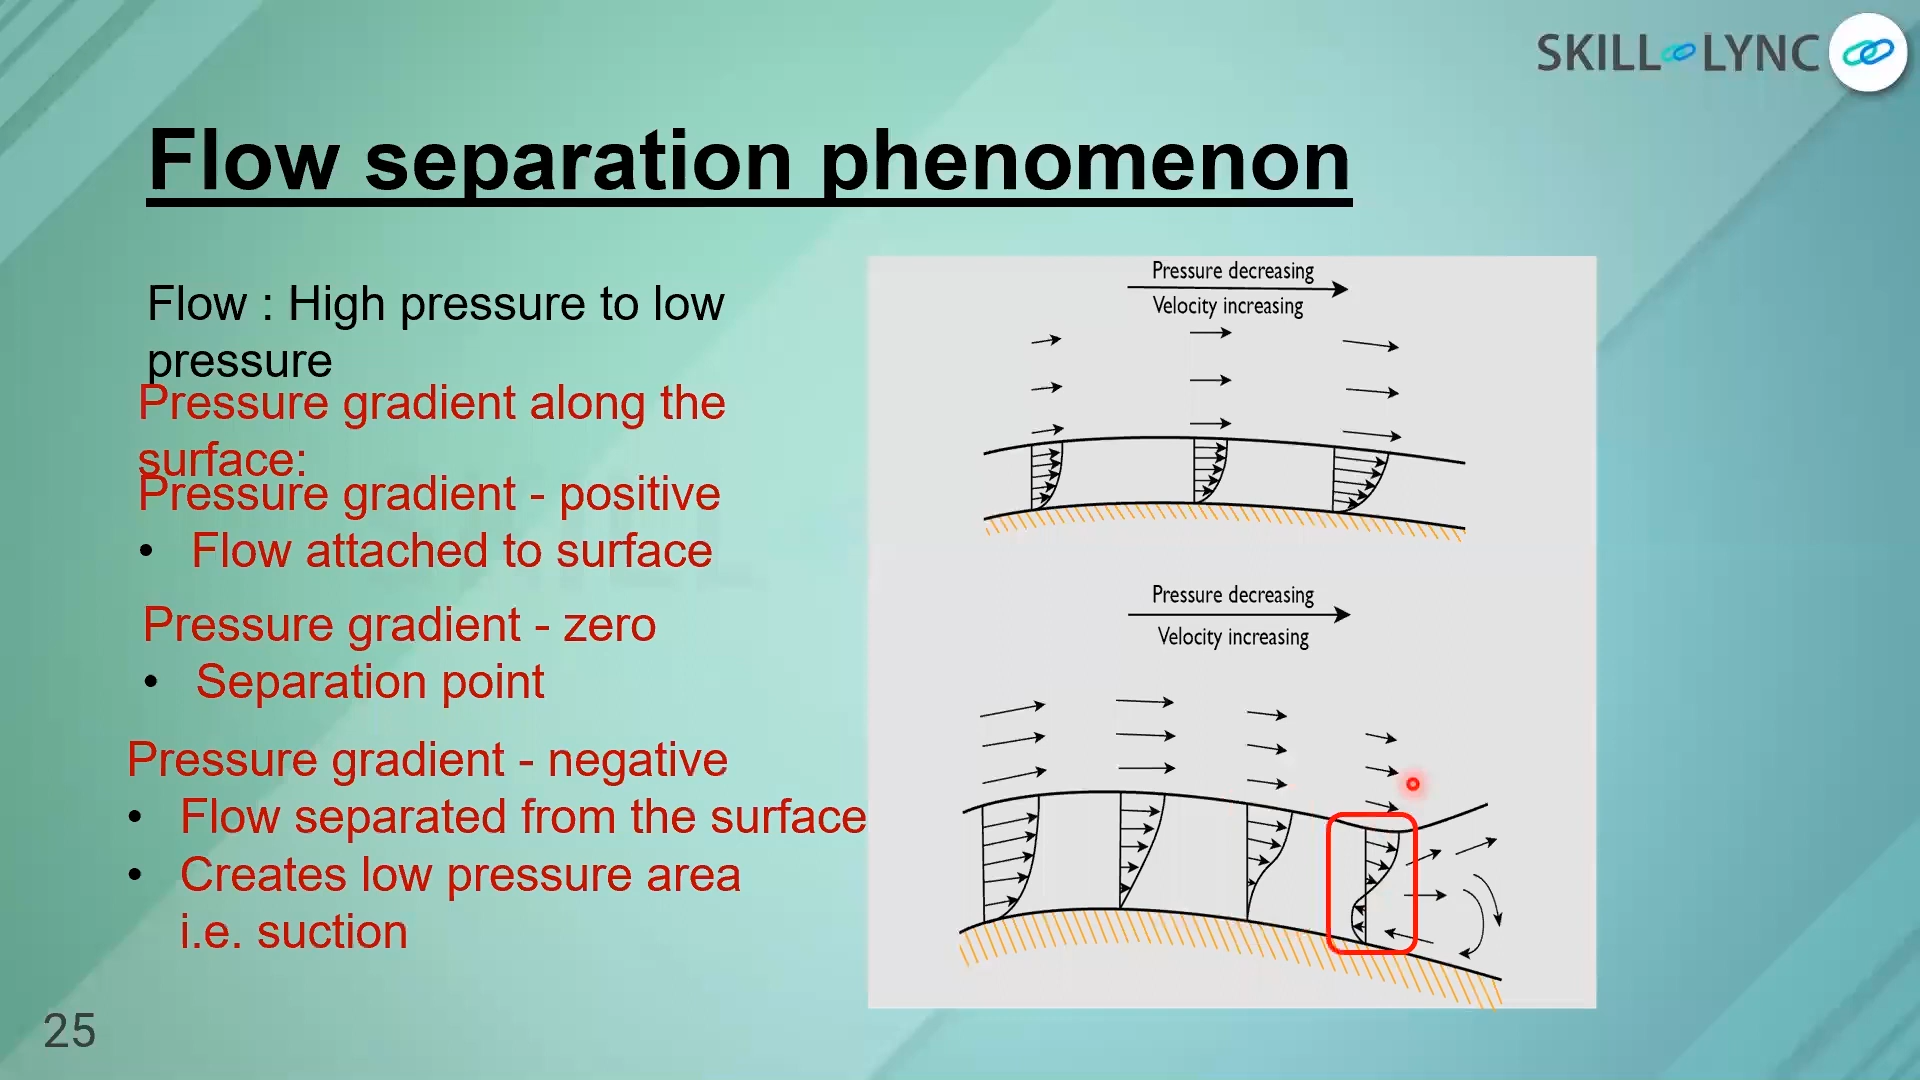 SKILL LYNC
Flow separation phenomenon
Flow : High pressure to low
pressure
Pressure gradient along the
surface:
Pressure gradient - positive
• Flow attached to surface
Pressure gradient - zero
• Separation point
Pressure gradient - negative
• Flow separated from the surface
• Creates low pressure area
i.e. suction
Pressure decreasing
Velocity increasing
Pressure decreasing
Velocity increasing
25